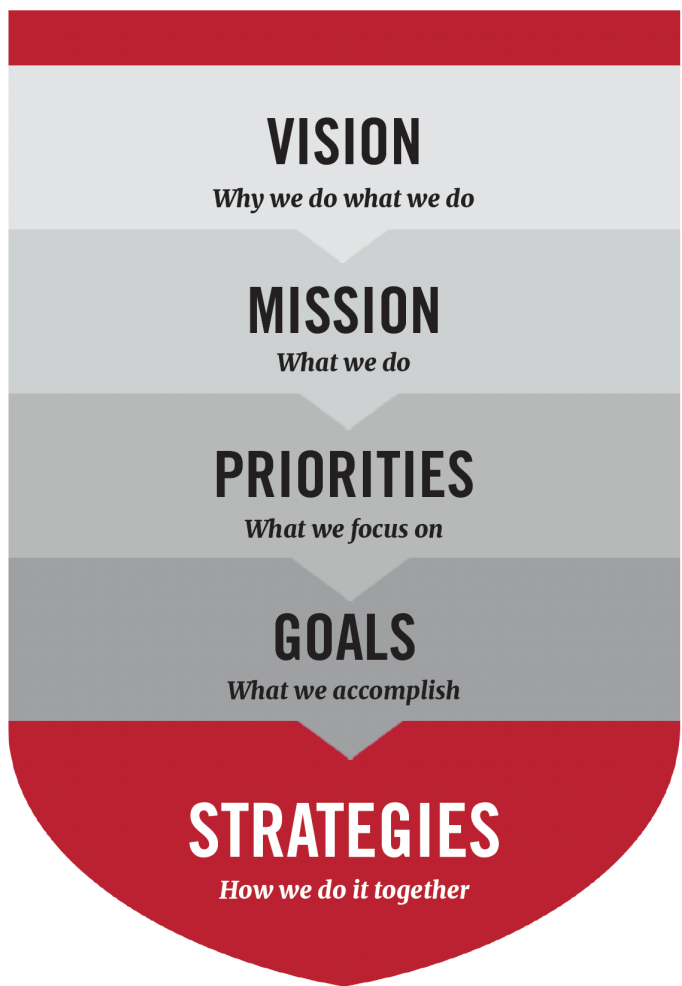 VISION
Why we do what we do
MISSION
What we do
PRIORITIES
What we focus on
GOALS
What we accomplish
STRATEGIES
How we do it together